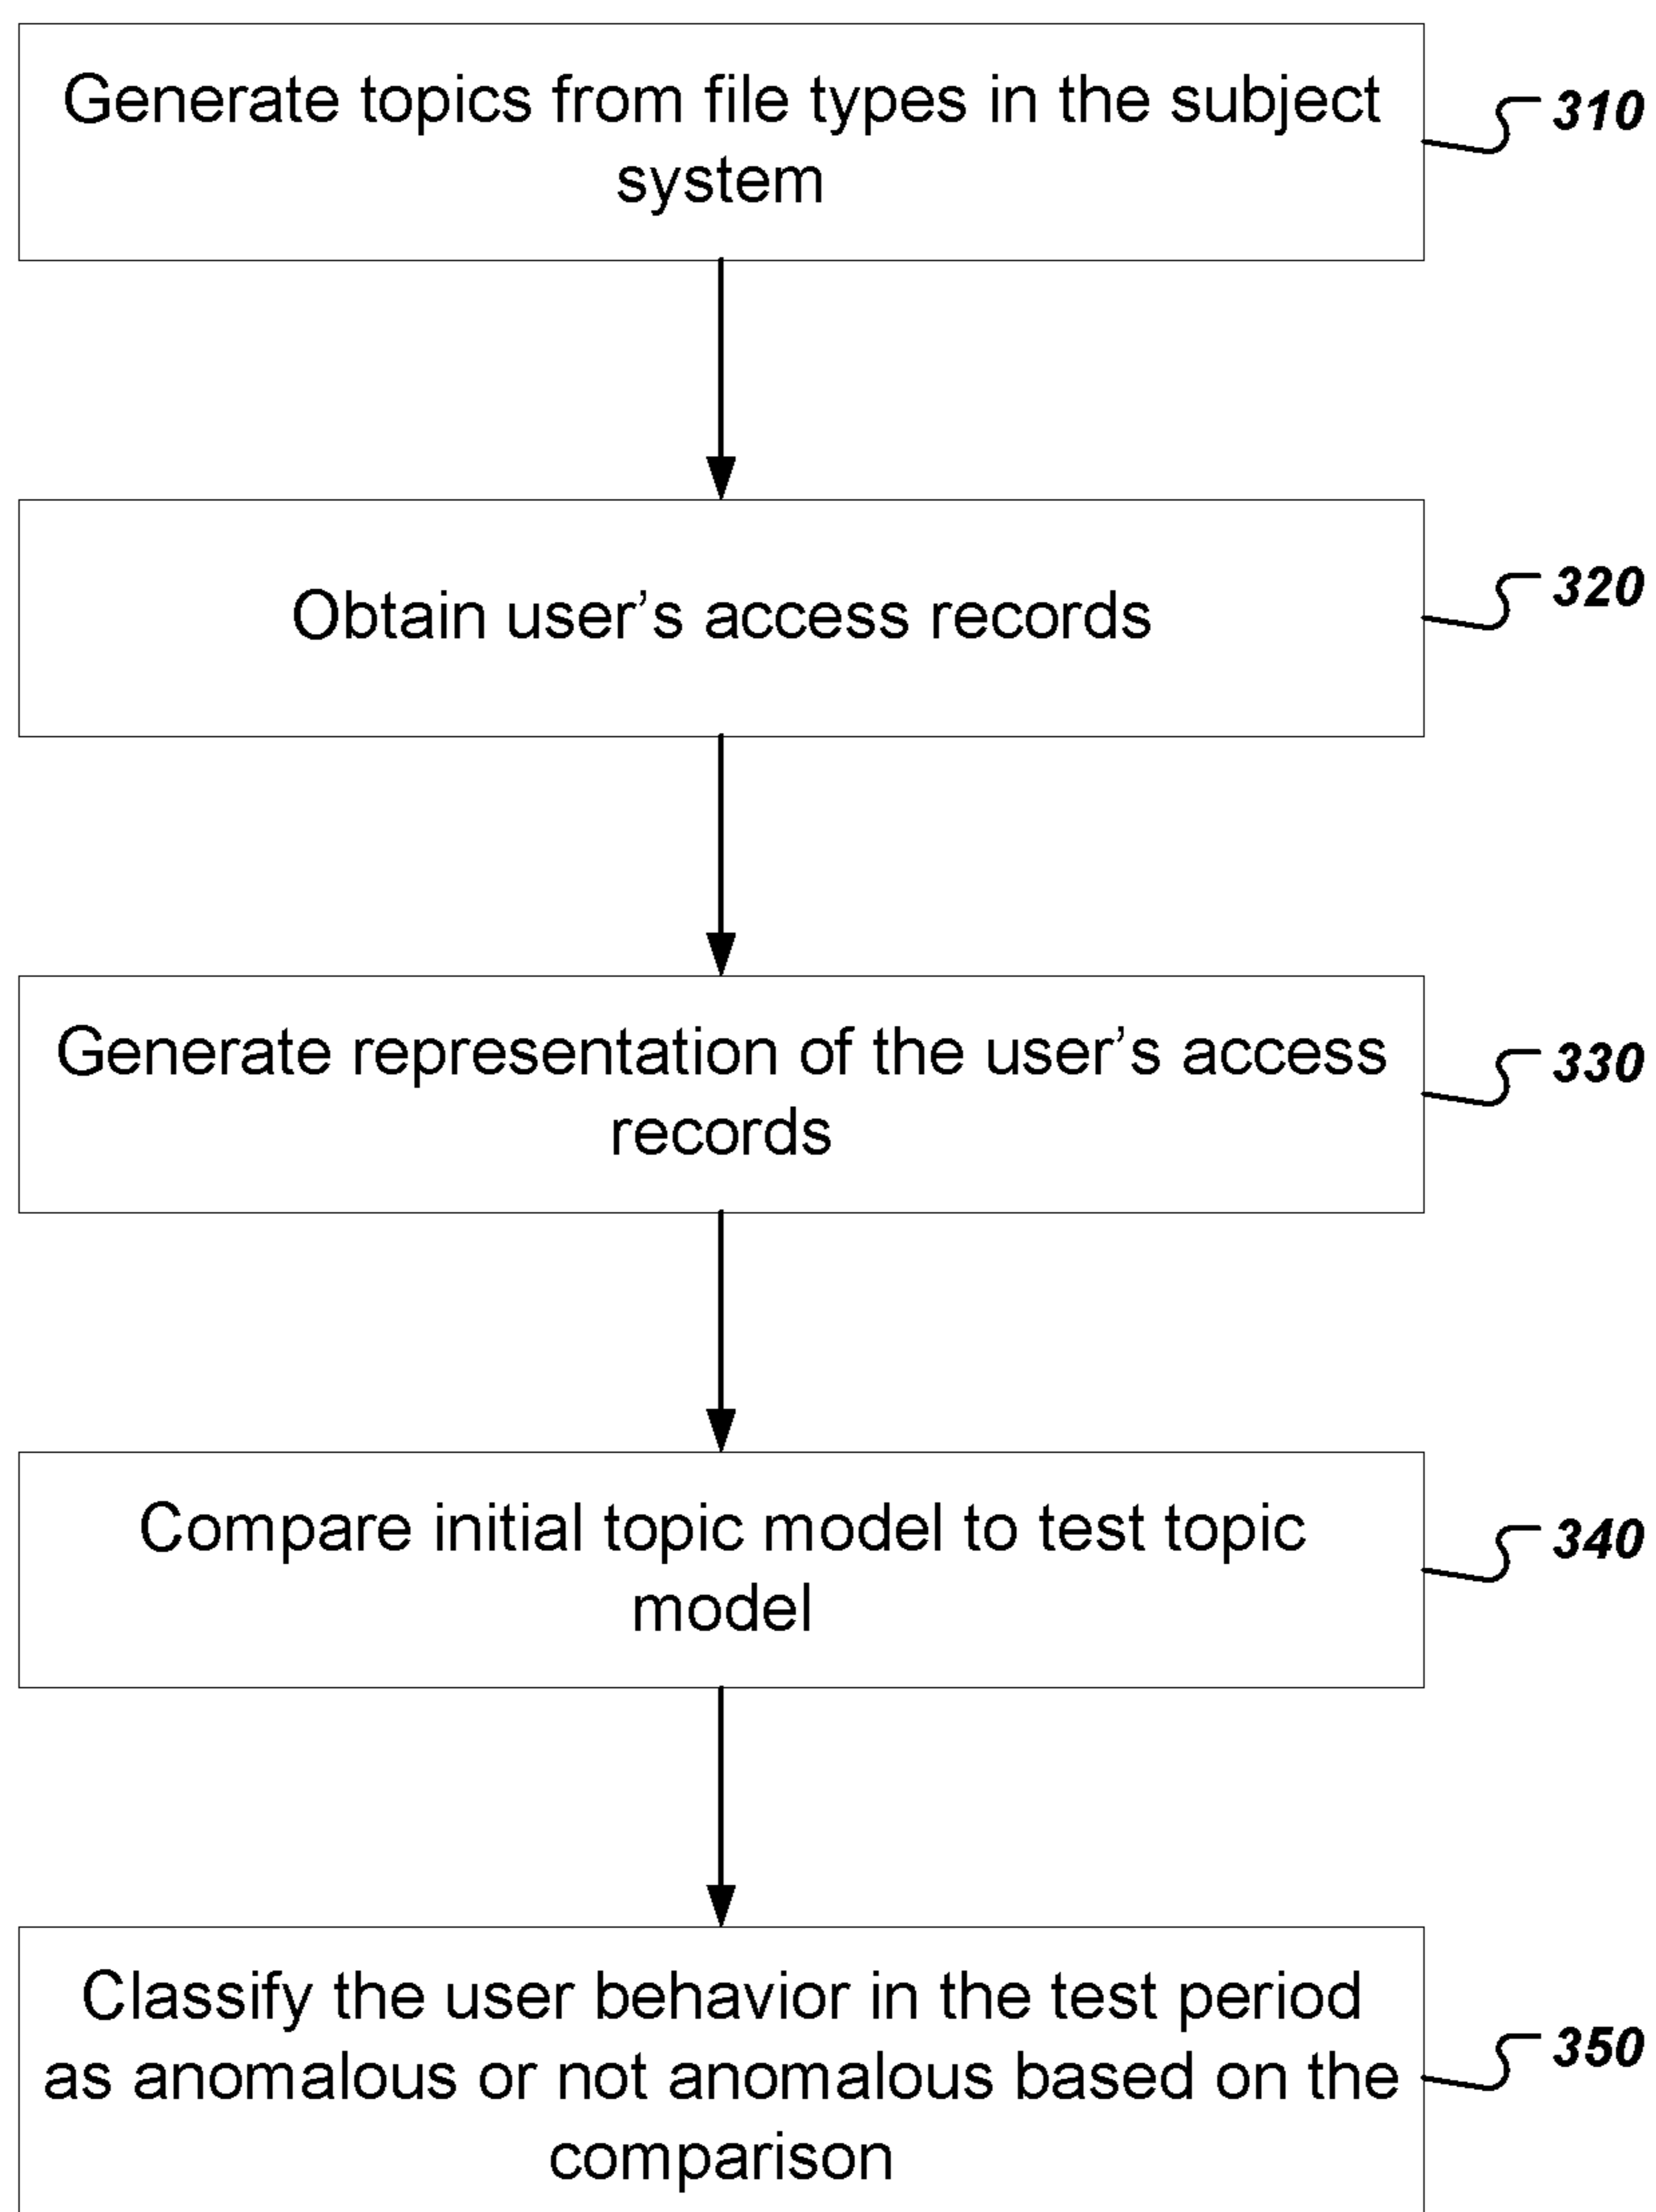 Generate topics from file types in the subject
system
310
Obtain user's access records
320
Generate representation of the user's access
records
330
Compare initial topic model to test topic
model
340
Classify the user behavior in the test period
as anomalous or not anomalous based on the
comparison
350